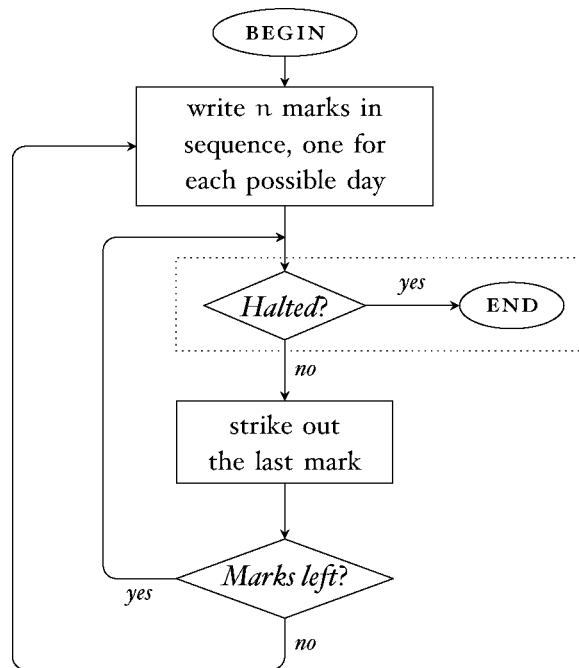 BEGIN
write n marks in
sequence, one for
each possible day
Halted?
yes
END
no
strike out
the last mark
Marks left?
yes
no